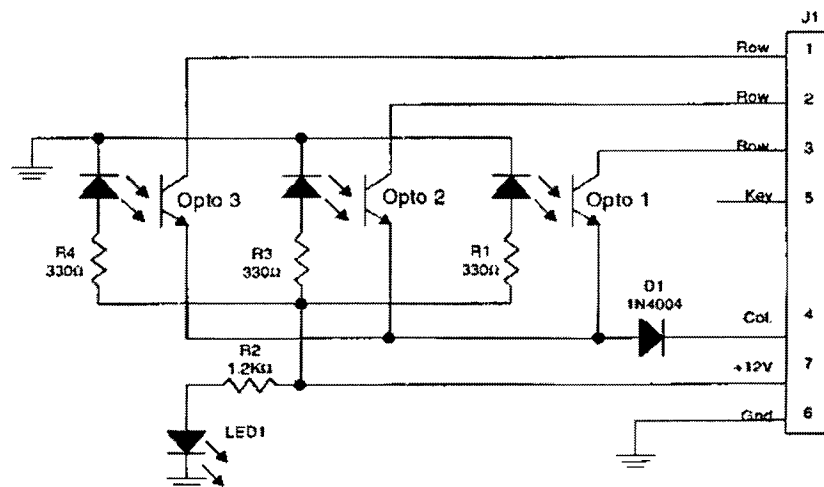 J1
Row 1
Row 2
Row 3
Key 5
Opto 3
Opto 2
Opto 1
R4
330Ω
R3
330Ω
R1
330Ω
D1
1N4004
Col. 4
R2
1.2KΩ
+12V 7
LED1
Gnd 6